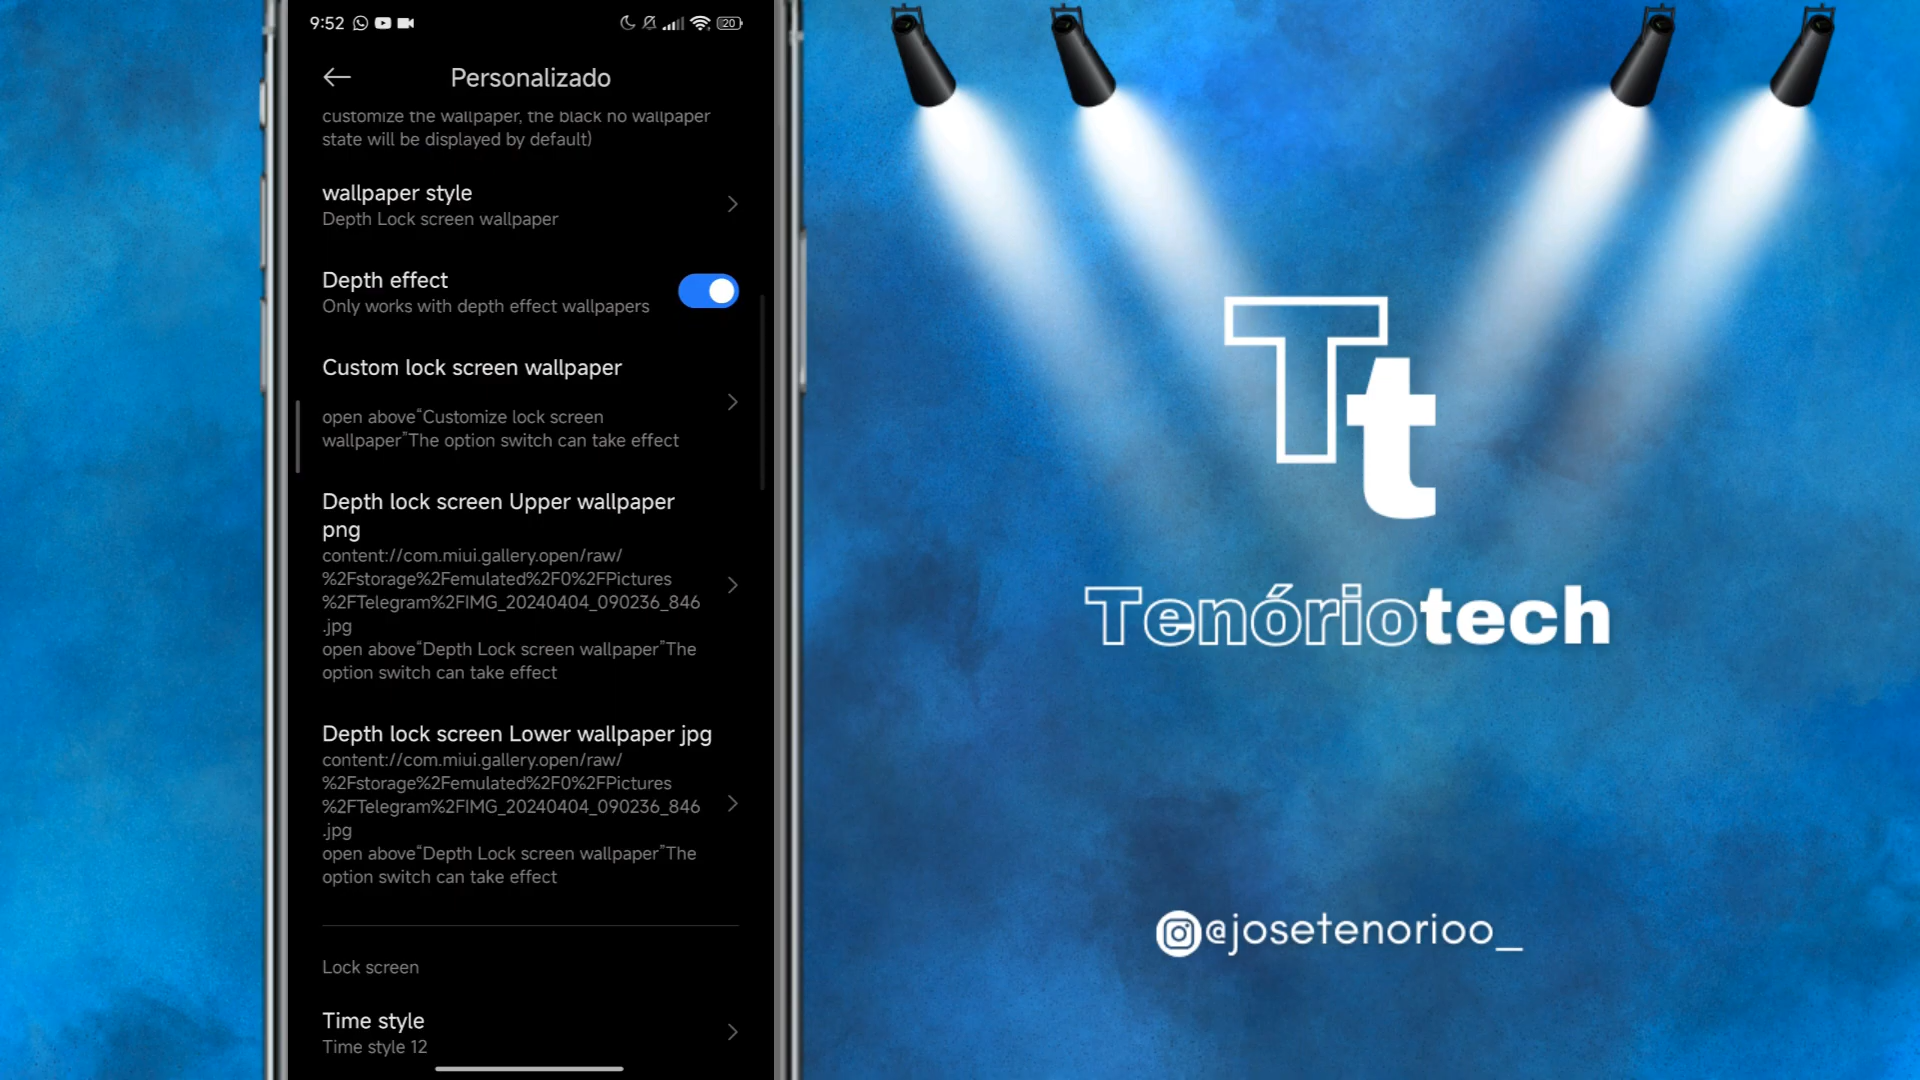 9:52
20
Personalizado
customize the wallpaper, the black no wallpaper
state will be displayed by default)
wallpaper style
Depth Lock screen wallpaper
Depth effect
Only works with depth effect wallpapers
Custom lock screen wallpaper
open above“Customize lock screen
wallpaper”The option switch can take effect
Depth lock screen Upper wallpaper
png
content://com.miui.gallery.open/raw/
%2Fstorage%2Femulated%2F0%2FPictures
%2FTelegram%2FIMG_20240404_090236_846
.jpg
open above“Depth Lock screen wallpaper”The
option switch can take effect
Depth lock screen Lower wallpaper jpg
content://com.miui.gallery.open/raw/
%2Fstorage%2Femulated%2F0%2FPictures
%2FTelegram%2FIMG_20240404_090236_846
.jpg
open above“Depth Lock screen wallpaper”The
option switch can take effect
Lock screen
Time style
Time style 12
Tt
Tenóriotech
@josetenorioo_